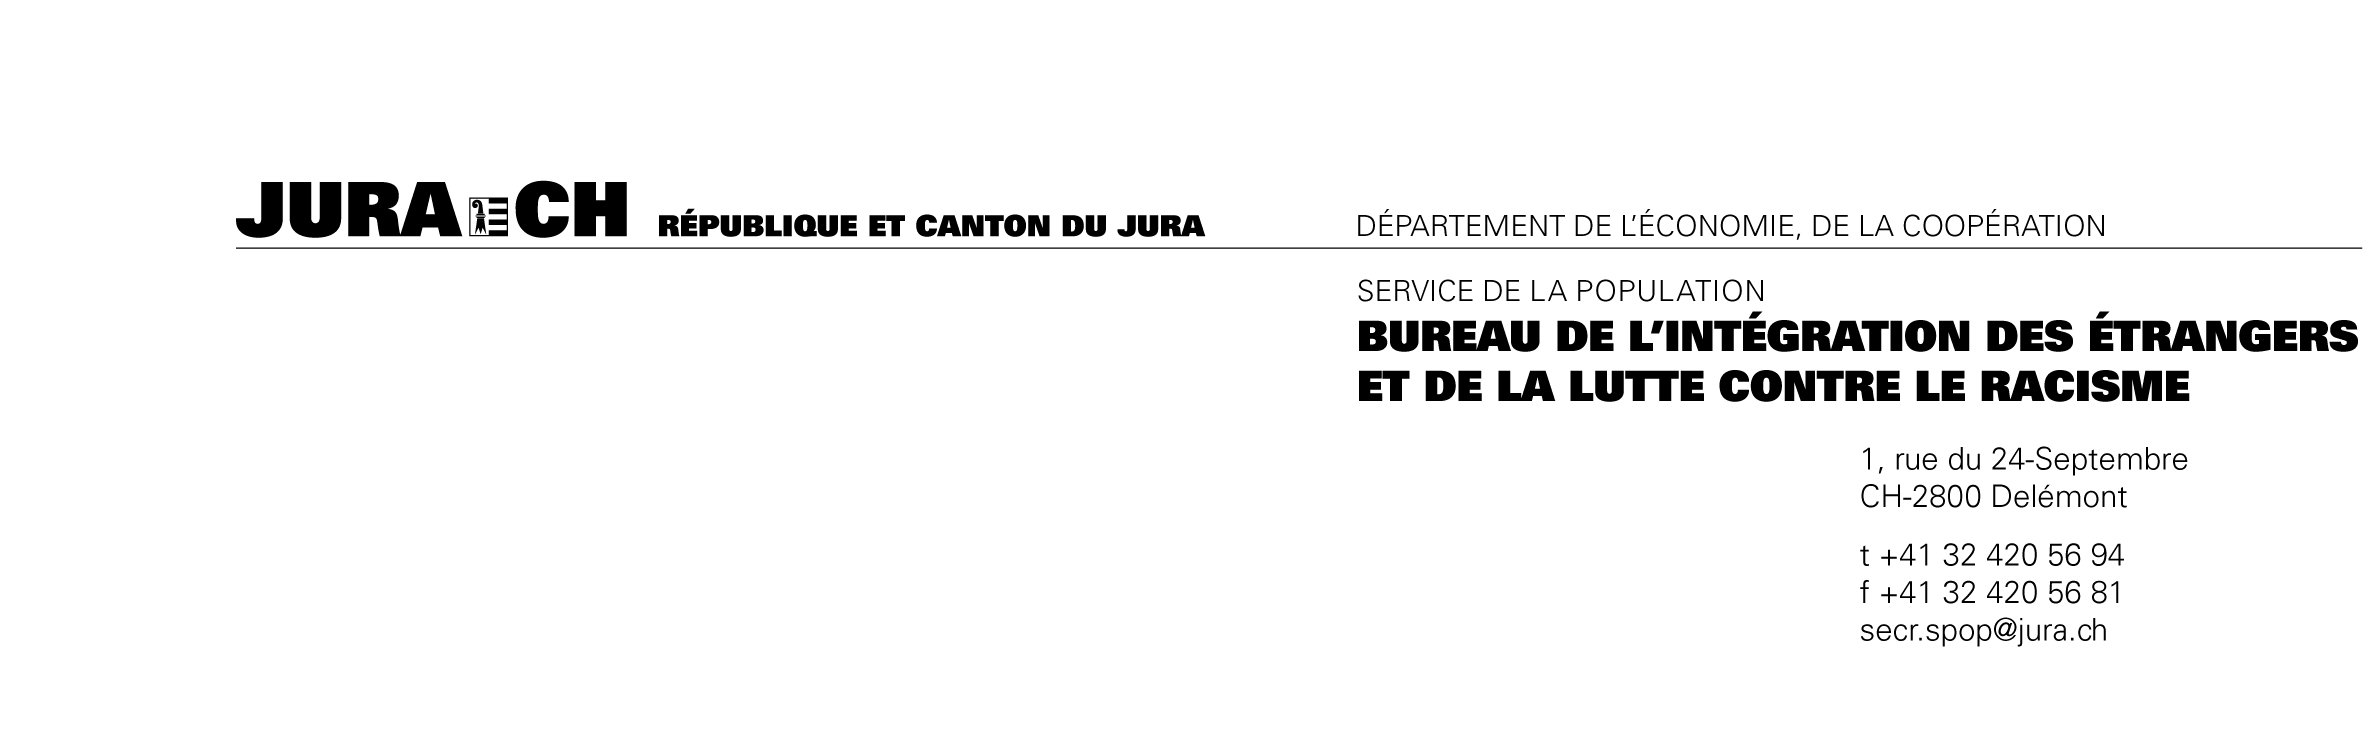 JURA CH RÉPUBLIQUE ET CANTON DU JURA
DÉPARTEMENT DE L’ÉCONOMIE, DE LA COOPÉRATION
SERVICE DE LA POPULATION
BUREAU DE L’INTÉGRATION DES ÉTRANGERS
ET DE LA LUTTE CONTRE LE RACISME
1, rue du 24-Septembre
CH-2800 Delémont
t +41 32 420 56 94
f +41 32 420 56 81
secr.spop@jura.ch